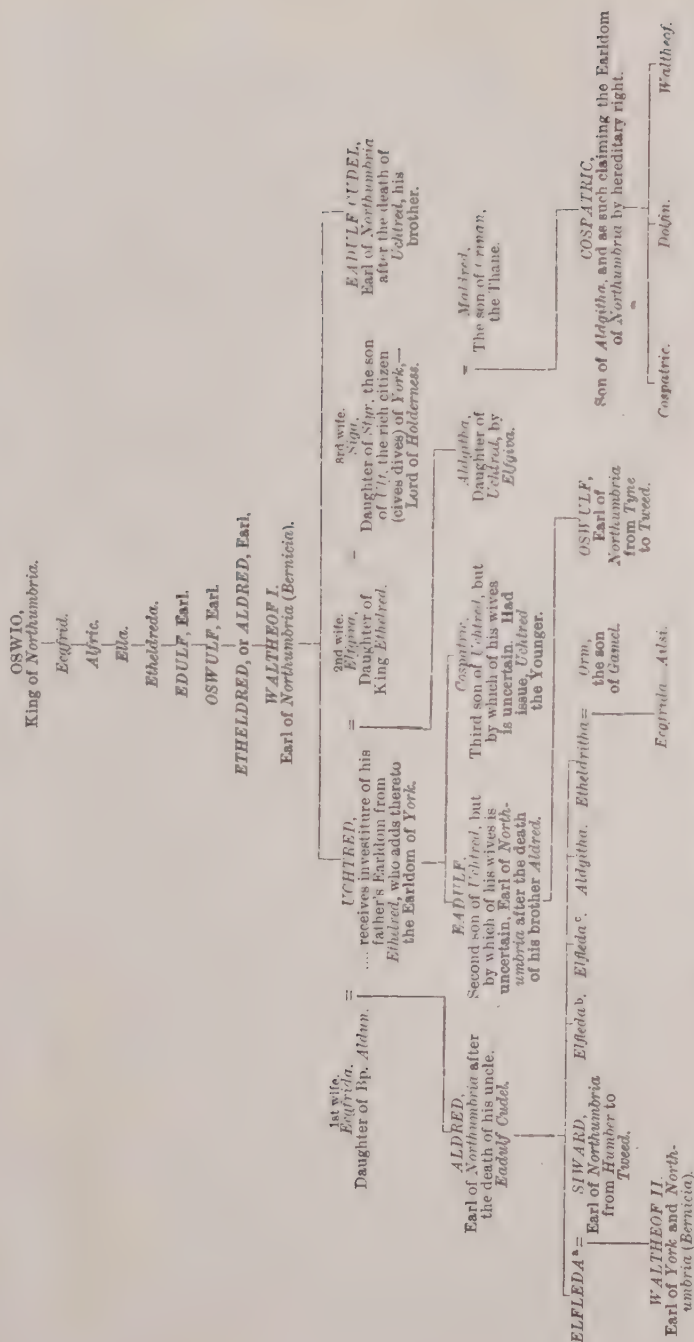 OSWIO,
King of Northumbria.
Ecgfrid.
Alfric.
Ella.
Etheldreda.
EDULF, Earl.
OSWULF, Earl.
ETHELDRED, or ALDRED, Earl.
WALTHEOF I.
Earl of Northumbria (Bernicia).
1st wife.
Ecgfrida.
Daughter of Bp. Aldun.
=
UCHTRED,
.... receives investiture of his
father's Earldom from
Ethelred, who adds thereto
the Earldom of York.
=
2nd wife.
Elfgiva,
Daughter of
King Ethelred.
=
3rd wife.
Siga,
Daughter of Styr, the son
of Ulf, the rich citizen
(cives dives) of York,—
Lord of Holderness.
EADULF CUDEL,
Earl of Northumbria
after the death of
Uchtred, his
brother.
ALDRED,
Earl of Northumbria after
the death of his uncle.
Eadulf Cudel.
EADULF,
Second son of Uchtred, but
by which of his wives is
uncertain, Earl of North-
umbria after the death
of his brother Aldred.
Cospatric,
Third son of Uchtred, but
by which of his wives
is uncertain. Had
issue, Uchtred
the Younger.
Aldgitha,
Daughter of
Uchtred, by
Elfgiva.
=
Maldred,
The son of
the Thane.
ELFLEDA a =
SIWARD,
Earl of Northumbria
from Humber to
Tweed.
Elfleda b.
Elfleda c.
Aldgitha.
Etheldritha =
Orm,
the son
of Gamel.
OSWULF,
Earl of
Northumbria
from Tyne
to Tweed.
COSPATRIC,
Son of Aldgitha, and as such claiming the Earldom
of Northumbria by hereditary right.
WALTHEOF II.
Earl of York and North-
umbria (Bernicia).
Ecgfrida
Cospatric.
Dolfin.
Waltheof.